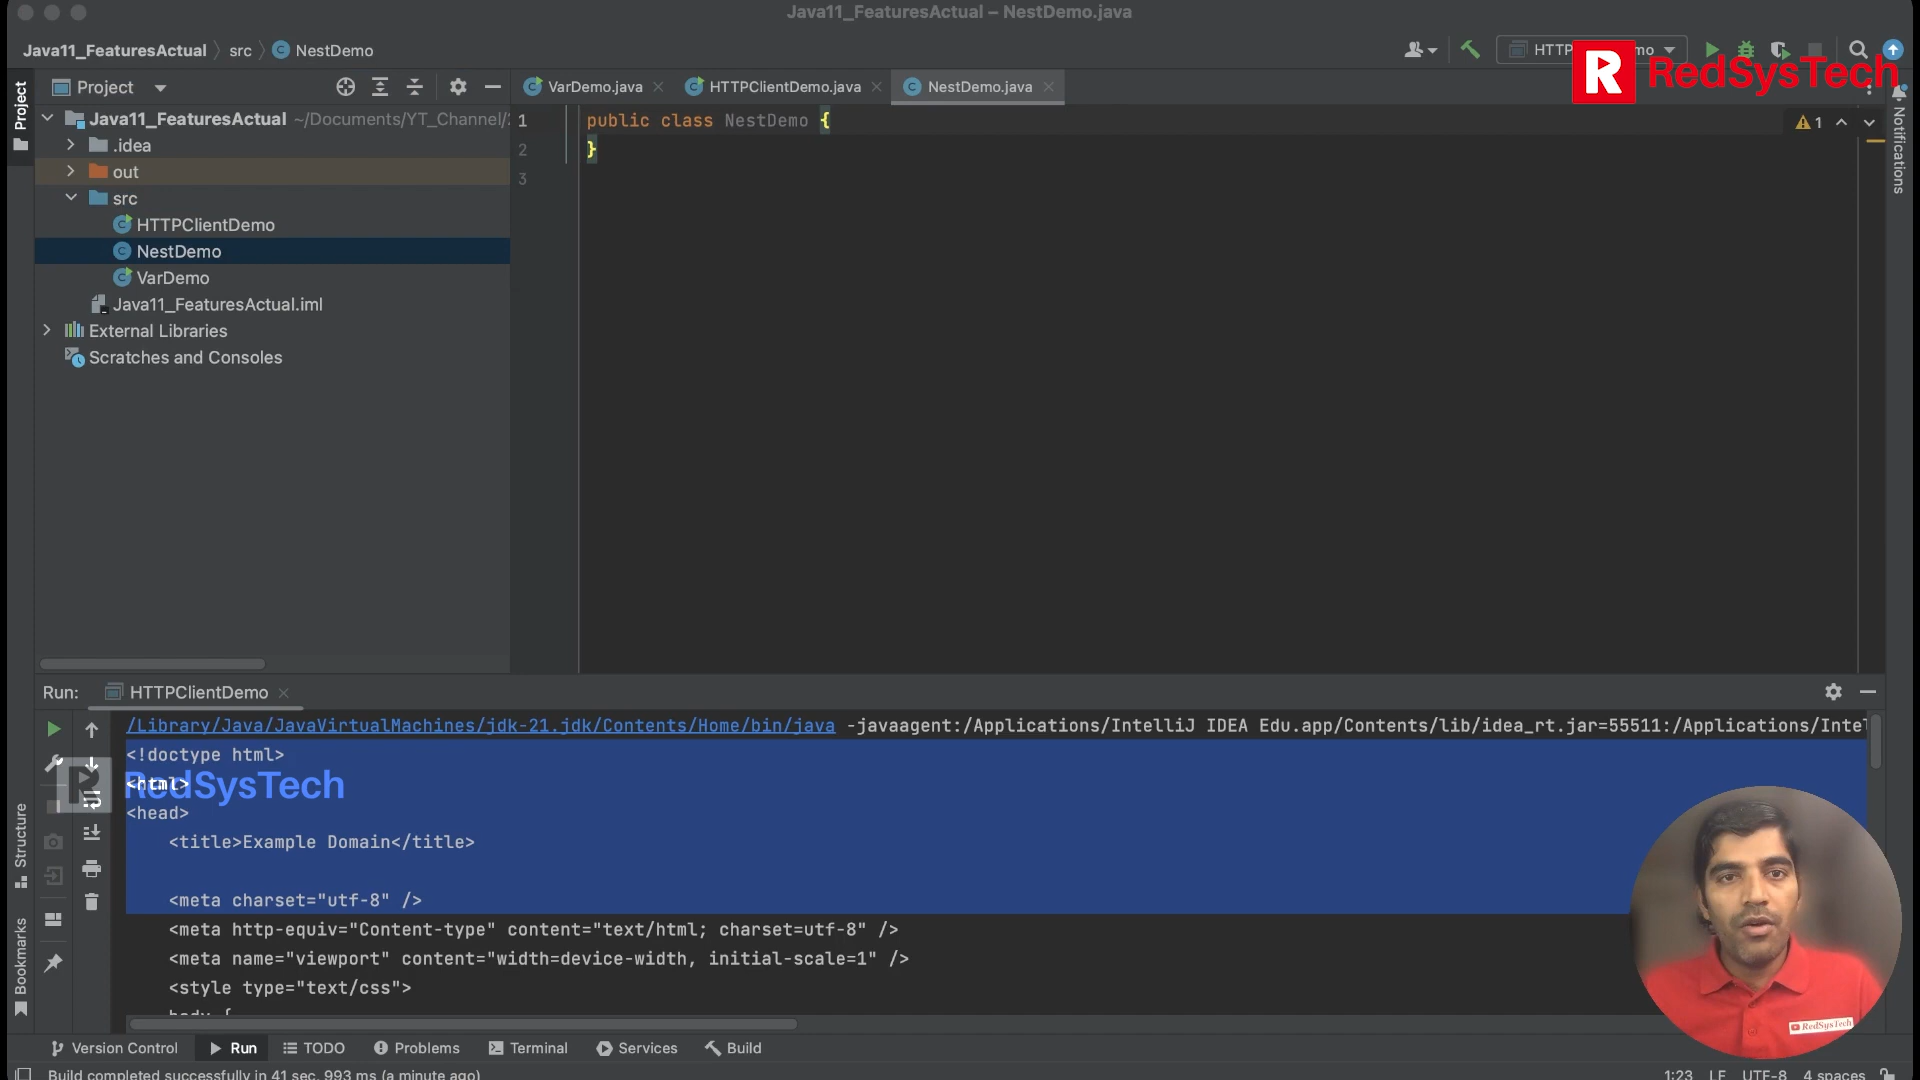 Java11_FeaturesActual – NestDemo.java
Java11_FeaturesActual
src
NestDemo
HTTP
mo
RedSysTech
Project
Project
VarDemo.java
HTTPClientDemo.java
NestDemo.java
Notifications
Java11_FeaturesActual ~/Documents/YT_Channel/
.idea
out
src
HTTPClientDemo
NestDemo
VarDemo
Java11_FeaturesActual.iml
External Libraries
Scratches and Consoles
1 public class NestDemo {
2 }
3
1
Run: HTTPClientDemo
/Library/Java/JavaVirtualMachines/jdk-21.jdk/Contents/Home/bin/java -javaagent:/Applications/IntelliJ IDEA Edu.app/Contents/lib/idea_rt.jar=55511:/Applications/Inte
<!doctype html>
<html>
RedSysTech
<head>
<title>Example Domain</title>
<meta charset="utf-8" />
<meta http-equiv="Content-type" content="text/html; charset=utf-8" />
<meta name="viewport" content="width=device-width, initial-scale=1" />
<style type="text/css">
body {
Structure
Bookmarks
RedSysTech
Version Control
Run
TODO
Problems
Terminal
Services
Build
Build completed successfully in 41 sec, 993 ms (a minute ago)
1:23 LF UTF-8 4 spaces